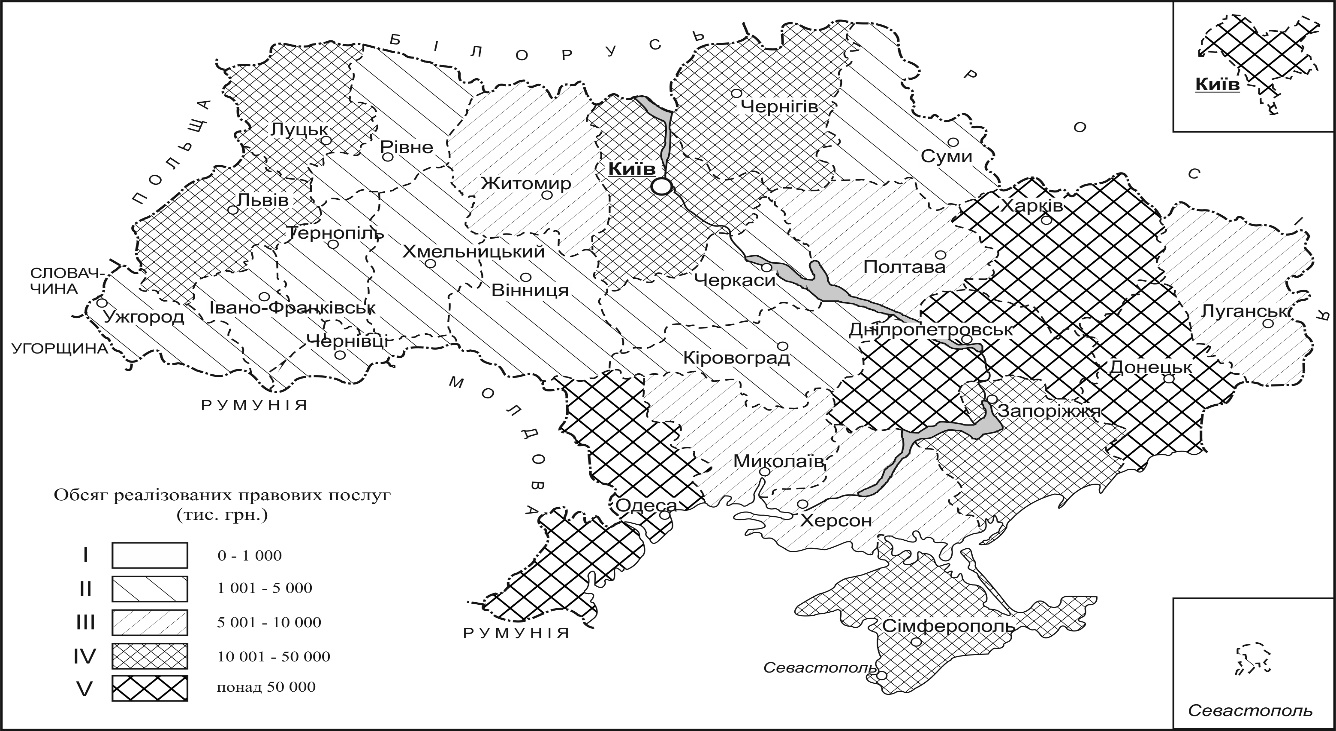 БІЛОРУСЬ
ПОЛЬЩА
РОСІЯ
Київ
Чернігів
Луцьк
Рівне
Суми
Київ
Житомир
Львів
Харків
Тернопіль
Хмельницький
Полтава
СЛОВАЧ-
ЧИНА
Черкаси
Вінниця
Івано-Франківськ
Ужгород
Луганськ
Дніпропетровськ
Чернівці
УГОРЩИНА
Кіровоград
Донецьк
РУМУНІЯ
МОЛДОВА
Запоріжжя
Миколаїв
Одеса
Херсон
Обсяг реалізованих правових послуг
(тис. грн.)
I 0 - 1 000
II 1 001 - 5 000
III 5 001 - 10 000
IV 10 001 - 50 000
V понад 50 000
РУМУНІЯ
Сімферополь
Севастополь
Севастополь